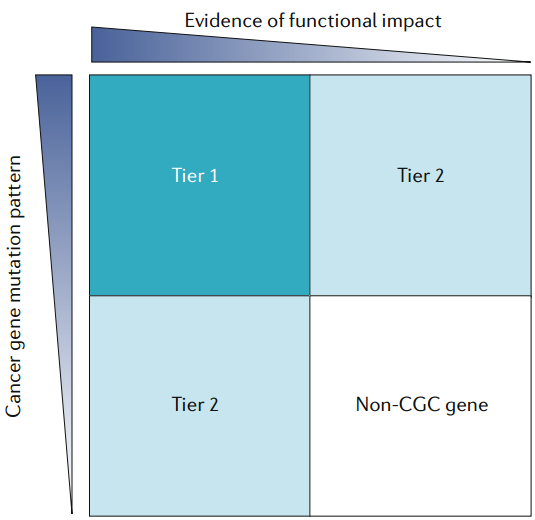 Evidence of functional impact
Cancer gene mutation pattern
Tier 1
Tier 2
Tier 2
Non-CGC gene